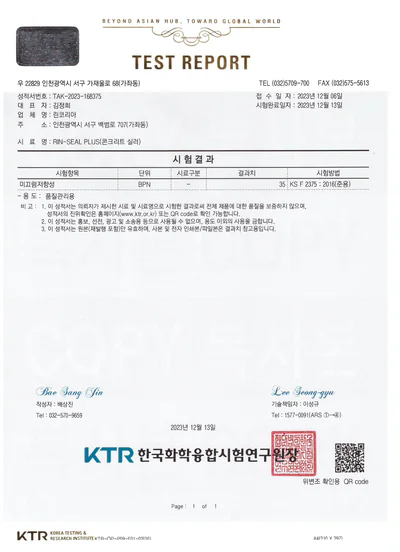 BEYOND ASIAN HUB, TOWARD GLOBAL WORLD
TEST REPORT
우 22829 인천광역시 서구 가재울로 68(가좌동)
TEL (032)5709-700 FAX (032)575-5613
성적서번호 : TAK-2023-168375
접 수 일 자 : 2023년 12월 06일
대 표 자 : 김정희
시험완료일자 : 2023년 12월 13일
업 체 명 : 린코리아
주 소 : 인천광역시 서구 백범로 707(가좌동)
시 료 명 : RIN-SEAL PLUS(콘크리트 실러)
시 험 결 과
시험항목 단위 시료구분 결과치 시험방법
미끄럼저항성 BPN - 35 KS F 2375 : 2016(준용)
- 용 도 : 품질관리용
비 고 : 1. 이 성적서는 의뢰자가 제시한 시료 및 시료명으로 시험한 결과로써 전체 제품에 대한 품질을 보증하지 않으며,
성적서의 진위확인은 홈페이지(www.ktr.or.kr) 또는 QR code로 확인 가능합니다.
2. 이 성적서는 홍보, 선전, 광고 및 소송용 등으로 사용될 수 없으며, 용도 이외의 사용을 금합니다.
3. 이 성적서는 원본(재발행 포함)만 유효하며, 사본 및 전자 인쇄본/파일본은 결과치 참고용입니다.
Bae Sang Jin
Lee Seong-gyu
작성자 : 배상진
기술책임자 : 이성규
Tel : 032-570-9659
Tel : 1577-0091(ARS ①→④)
2023년 12월 13일
KTR 한국화학융합시험연구원장
위변조 확인용 QR code
Page : 1 of 1
KTR KOREA TESTING &
RESEARCH INSTITUTE